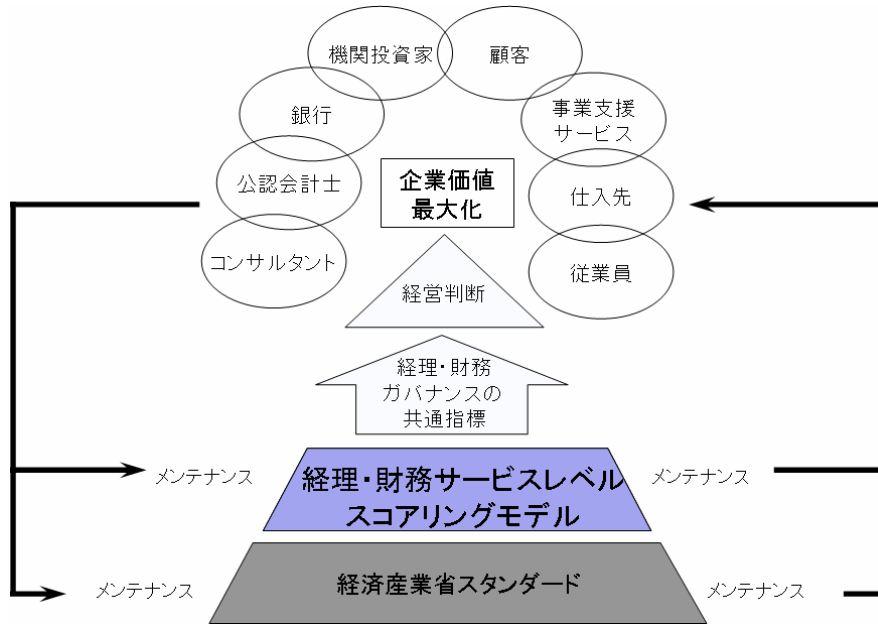 機関投資家
顧客
銀行
事業支援
サービス
公認会計士
企業価値
最大化
仕入先
コンサルタント
従業員
経営判断
経理・財務
ガバナンスの
共通指標
メンテナンス
経理・財務サービスレベル
スコアリングモデル
メンテナンス
メンテナンス
経済産業省スタンダード
メンテナンス